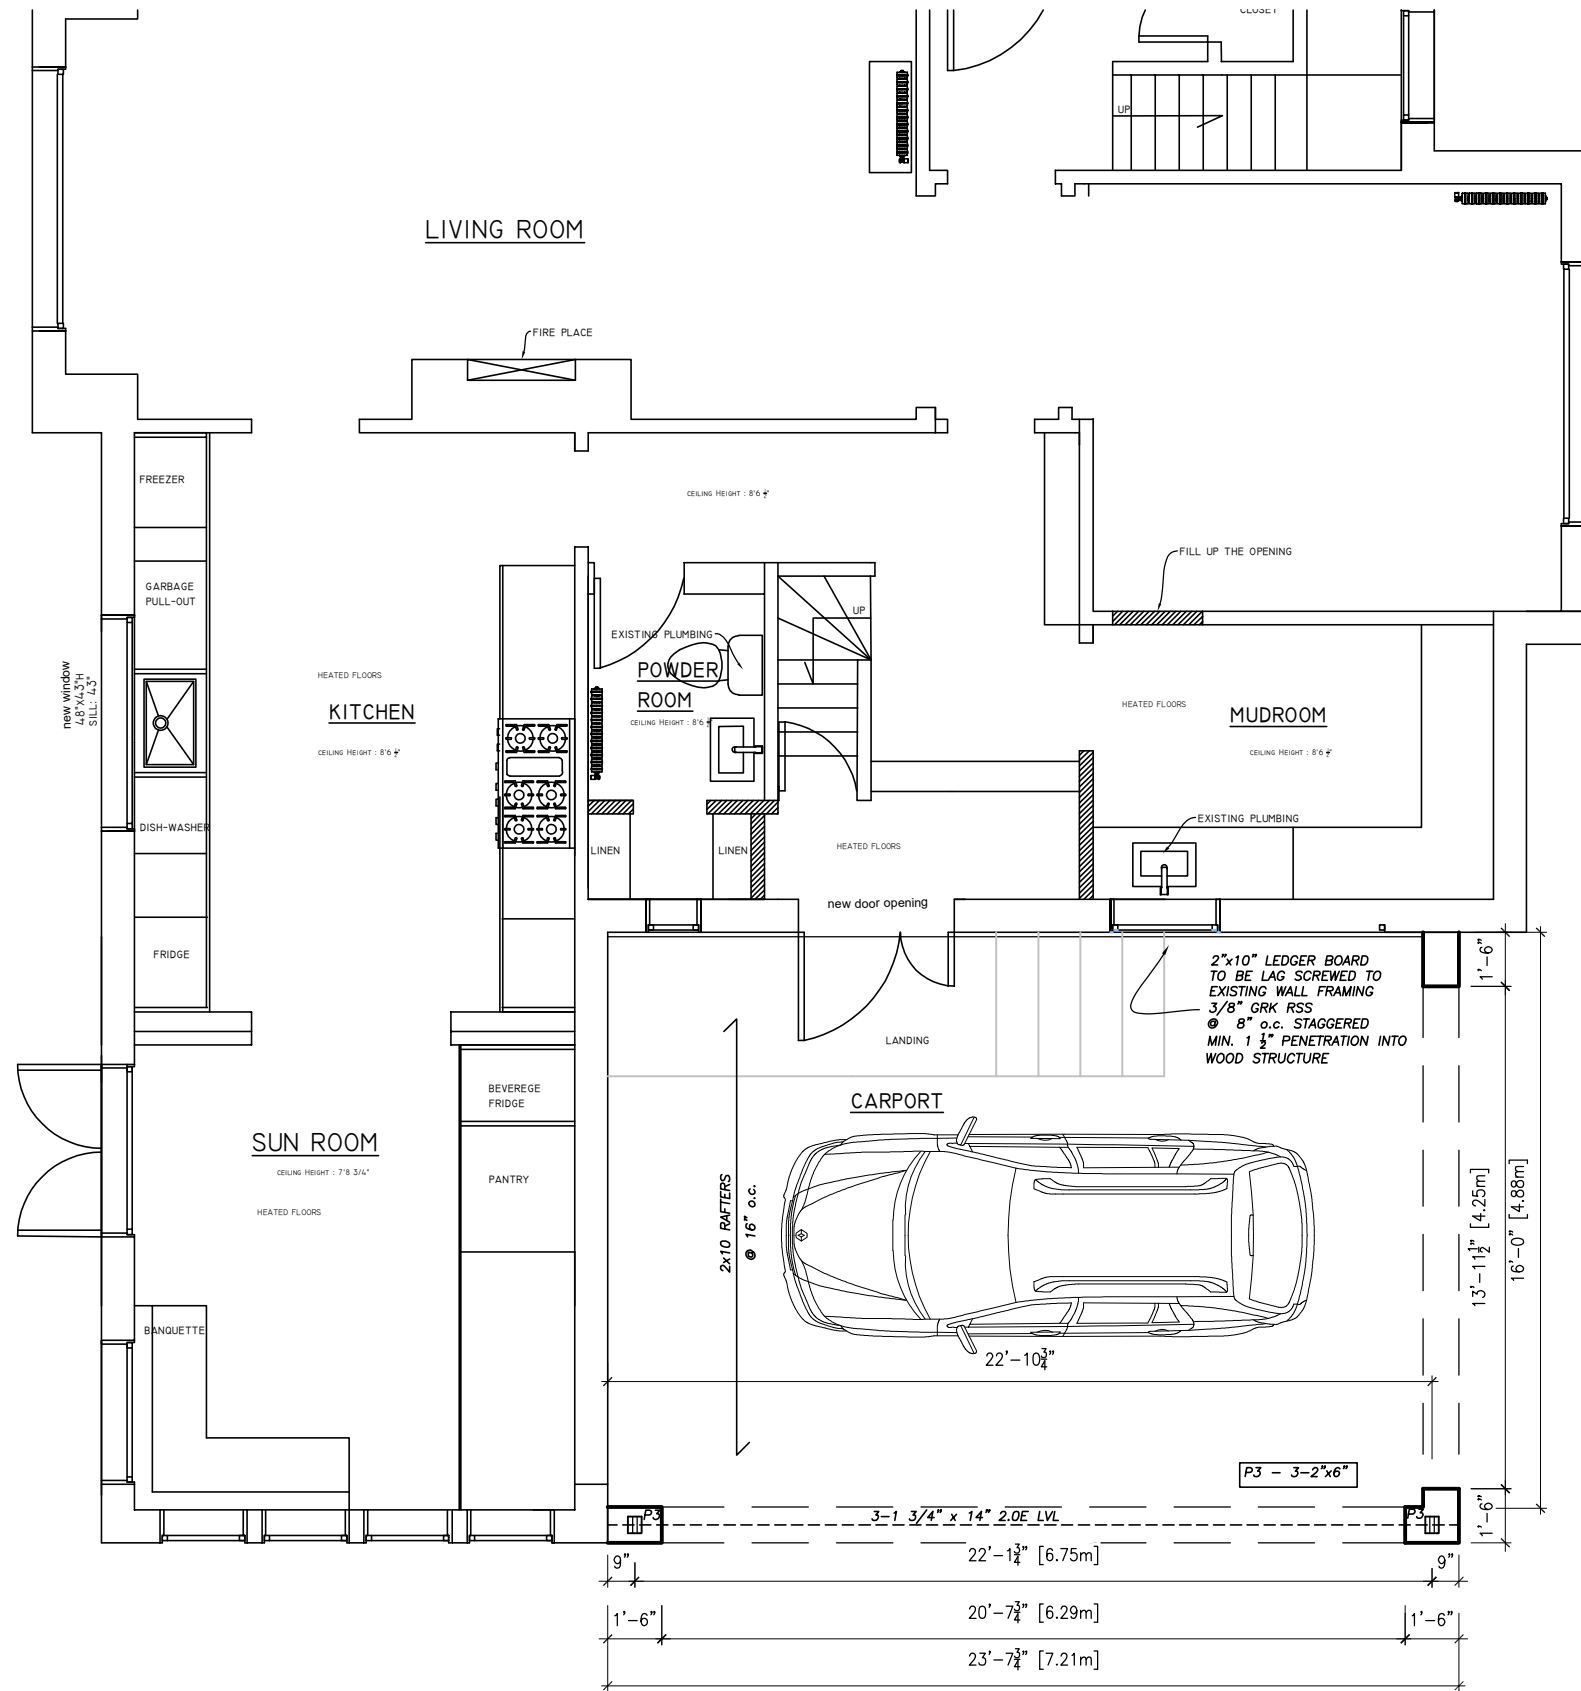 CLOSET
UP
LIVING ROOM
FIRE PLACE
FREEZER
CEILING HEIGHT : 8'6 ½"
FILL UP THE OPENING
GARBAGE
PULL-OUT
UP
EXISTING PLUMBING
POWDER
ROOM
CEILING HEIGHT : 8'6 ½"
new window
48"x43"H
SILL: 43"
HEATED FLOORS
KITCHEN
CEILING HEIGHT : 8'6 ½"
HEATED FLOORS
MUDROOM
CEILING HEIGHT : 8'6 ½"
DISH-WASHER
EXISTING PLUMBING
LINEN
LINEN
HEATED FLOORS
new door opening
FRIDGE
2"x10" LEDGER BOARD
TO BE LAG SCREWED TO
EXISTING WALL FRAMING
3/8" GRK RSS
@ 8" o.c. STAGGERED
MIN. 1 ½" PENETRATION INTO
WOOD STRUCTURE
1'-6"
LANDING
BEVEREGE
FRIDGE
CARPORT
SUN ROOM
CEILING HEIGHT : 7'8 3/4"
HEATED FLOORS
PANTRY
2x10 RAFTERS
@ 16" o.c.
13'-11½" [4.25m]
16'-0" [4.88m]
BANQUETTE
22'-10¾"
P3 - 3-2"x6"
P3
3-1 3/4" x 14" 2.0E LVL
P3
1'-6"
9"
22'-1¾" [6.75m]
9"
1'-6"
20'-7¾" [6.29m]
1'-6"
23'-7¾" [7.21m]